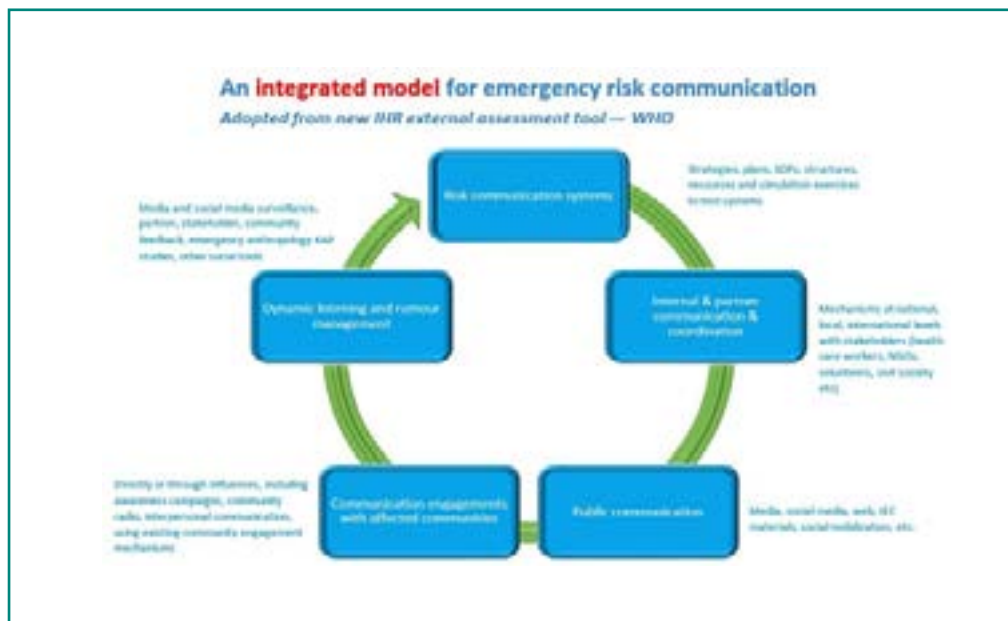 An integrated model for emergency risk communication
Adopted from new IHR external assessment tool — WHO
Risk communication systems
Strategies, plans, SOPs, structures,
resources and simulation exercises
to test systems
Internal & partner
communication &
coordination
Mechanisms at national,
local, international levels
with stakeholders (health
care workers, NGOs,
volunteers, civil society
etc)
Public communication
Media, social media, web, IEC
materials, social mobilization, etc.
Communication engagements
with affected communities
Directly or through influences, including
awareness campaigns, community
radio, interpersonal communication,
using existing community engagement
mechanisms
Dynamic listening and rumour
management
Media and social media surveillance,
partner, stakeholder, community
feedback, emergency anthropology KAP
studies, other social tools